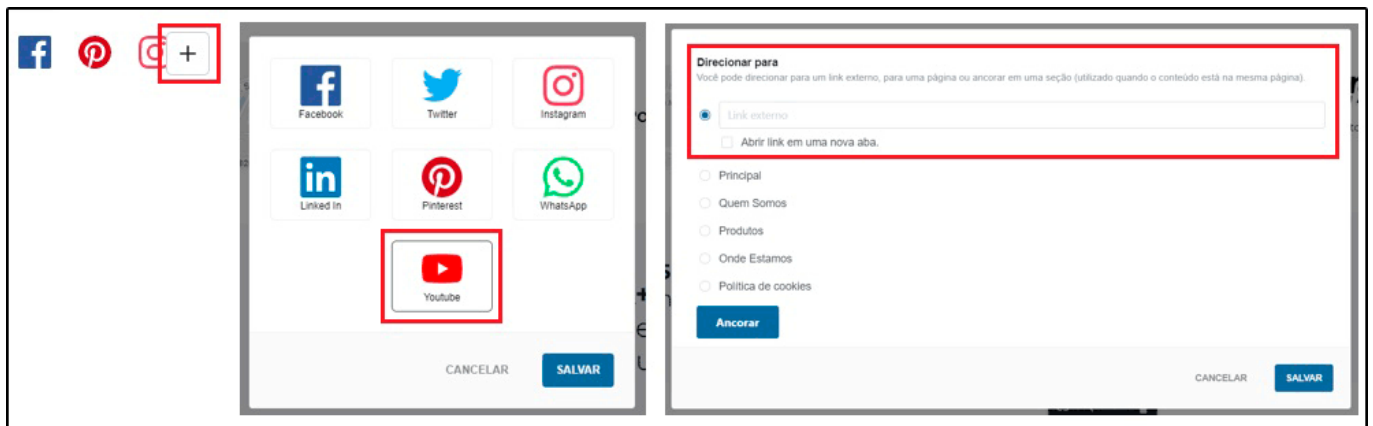 +
Facebook
Twitter
Instagram
Linked In
Pinterest
WhatsApp
Youtube
CANCELAR
SALVAR
Direcionar para
Você pode direcionar para um link externo, para uma página ou ancorar em uma seção (utilizado quando o conteúdo está na mesma página).
Link externo
Abrir link em uma nova aba.
Principal
Quem Somos
Produtos
Onde Estamos
Política de cookies
Ancorar
CANCELAR
SALVAR